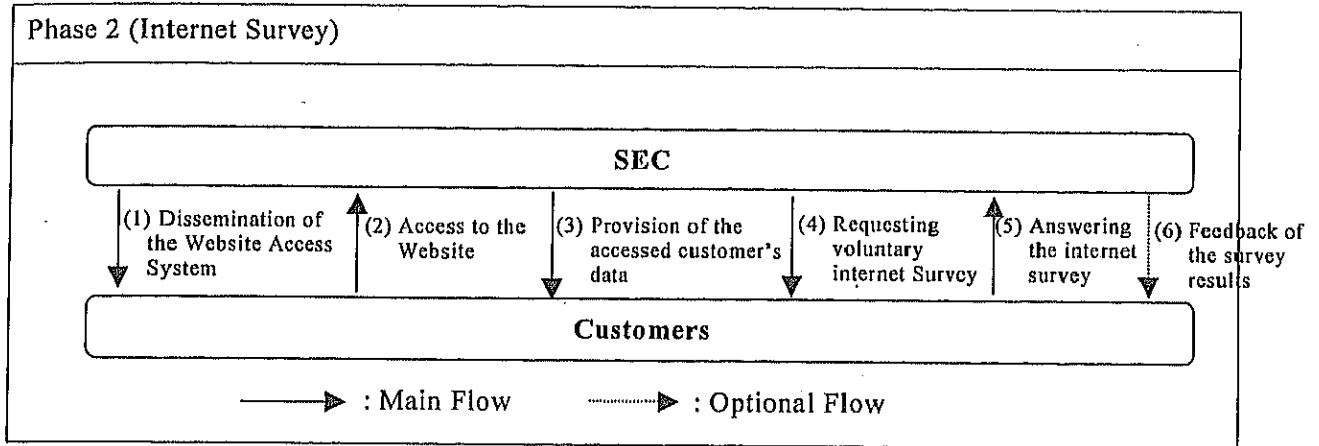 Phase 2 (Internet Survey)
SEC
(1) Dissemination of
the Website Access
System
(2) Access to the
Website
(3) Provision of the
accessed customer's
data
(4) Requesting
voluntary
internet Survey
(5) Answering
the internet
survey
(6) Feedback of
the survey
results
Customers
: Main Flow
: Optional Flow